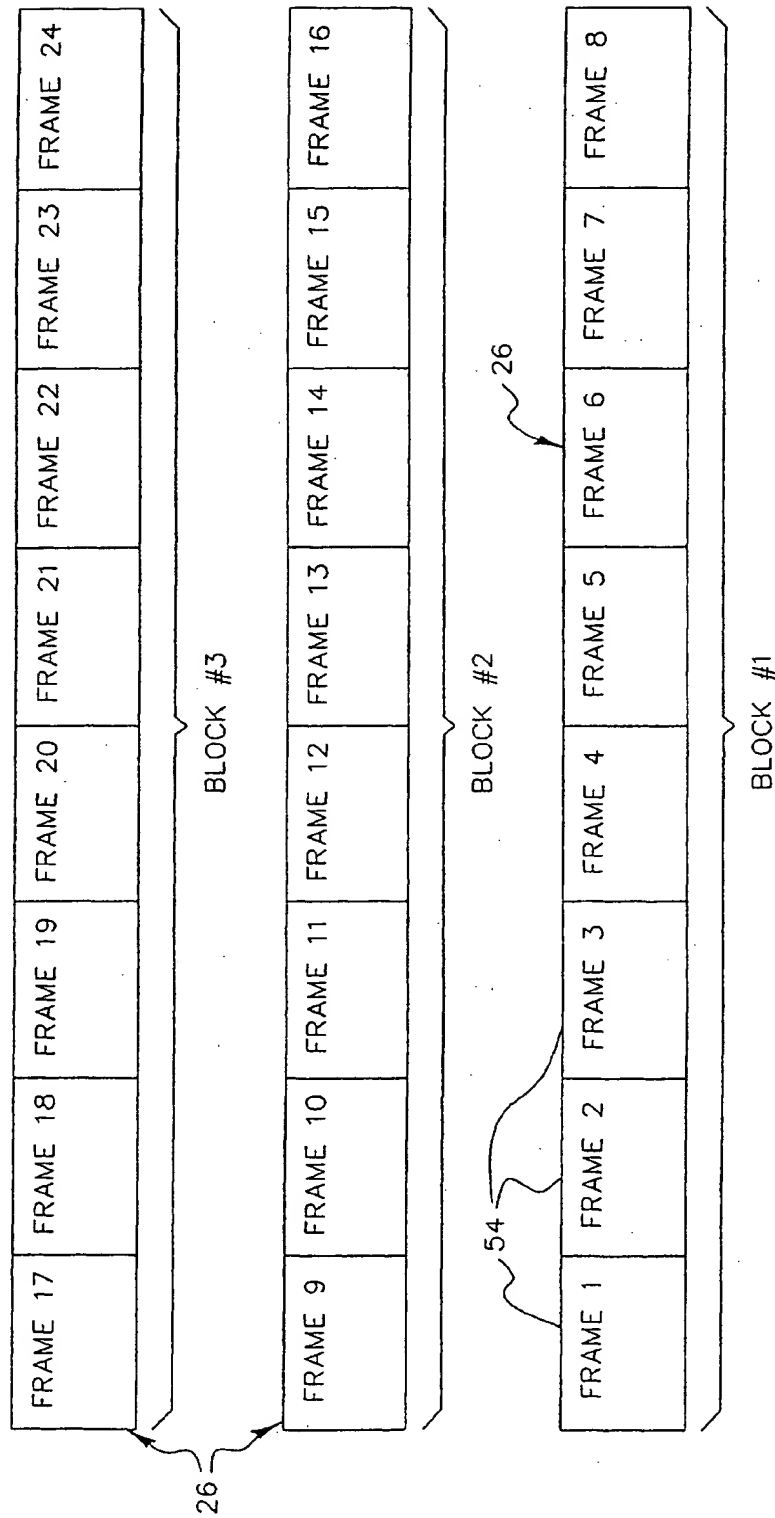 FRAME 17 FRAME 18 FRAME 19 FRAME 20 FRAME 21 FRAME 22 FRAME 23 FRAME 24
26
BLOCK #3
FRAME 9 FRAME 10 FRAME 11 FRAME 12 FRAME 13 FRAME 14 FRAME 15 FRAME 16
BLOCK #2
54
26
FRAME 1 FRAME 2 FRAME 3 FRAME 4 FRAME 5 FRAME 6 FRAME 7 FRAME 8
BLOCK #1